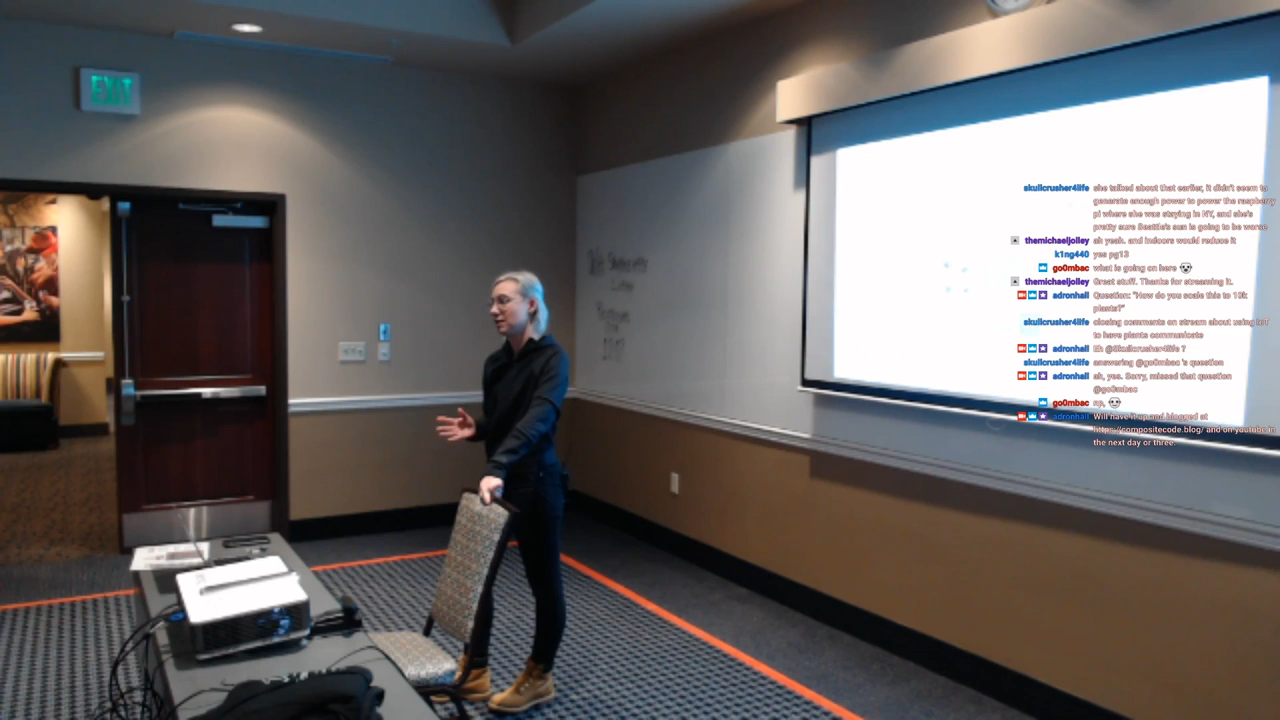 EXIT
skullcrusher4life she talked about that earlier, it didn't seem to
generate enough power to power the raspberry
pi where she was staying in NY, and she's
pretty sure Seattle's sun is going to be worse
themichaeljolley ah yeah. and indoors would reduce it
k1ng440 yes pg13
go0mbac what is going on here
themichaeljolley Great stuff. Thanks for streaming it.
adronhall Question: "How do you scale this to 10k
plants?"
skullcrusher4life closing comments on stream about using IoT
to have plants communicate
adronhall Eh @Skullcrusher4life ?
skullcrusher4life answering @go0mbac 's question
adronhall ah, yes. Sorry, missed that question
@go0mbac
go0mbac np,
adronhall Will have it up and blogged at
https://compositecode.blog/ and on youtube in
the next day or three.